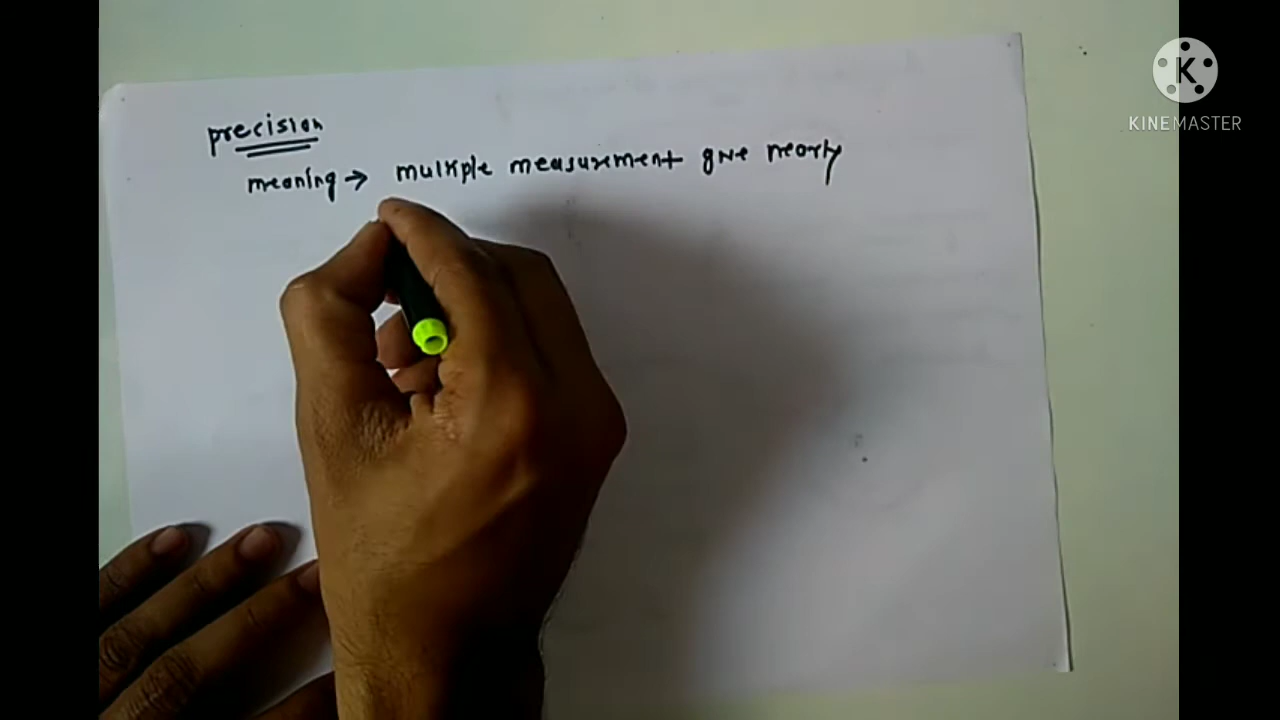 precision
meaning → multiple measurement give nearly
K
KINEMASTER